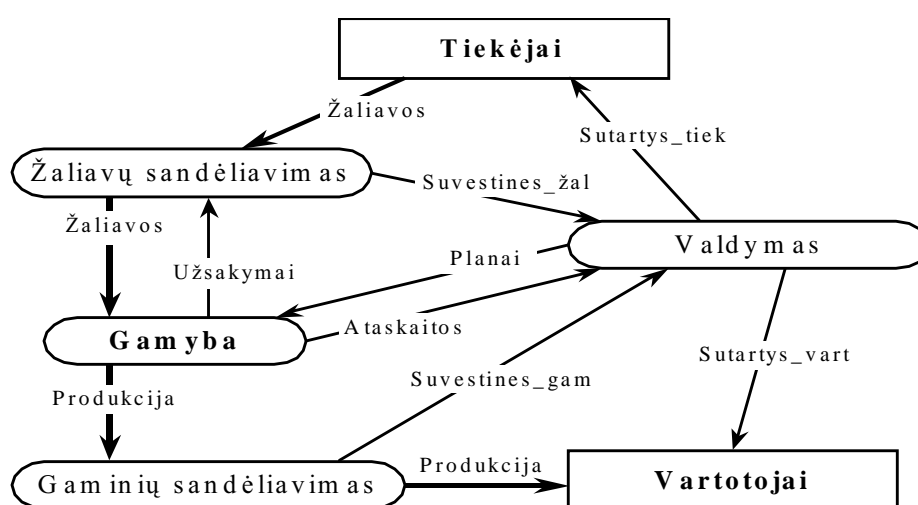 Tiekėjai
Žaliavos
Sutartys_tiek
Žaliavų sandėliavimas
Suvestines_žal
Žaliavos
Valdymas
Planai
Užsakymai
Ataskaitos
Gamyba
Sutartys_vart
Suvestines_gam
Produkcija
Produkcija
Gaminių sandėliavimas
Vartotojai